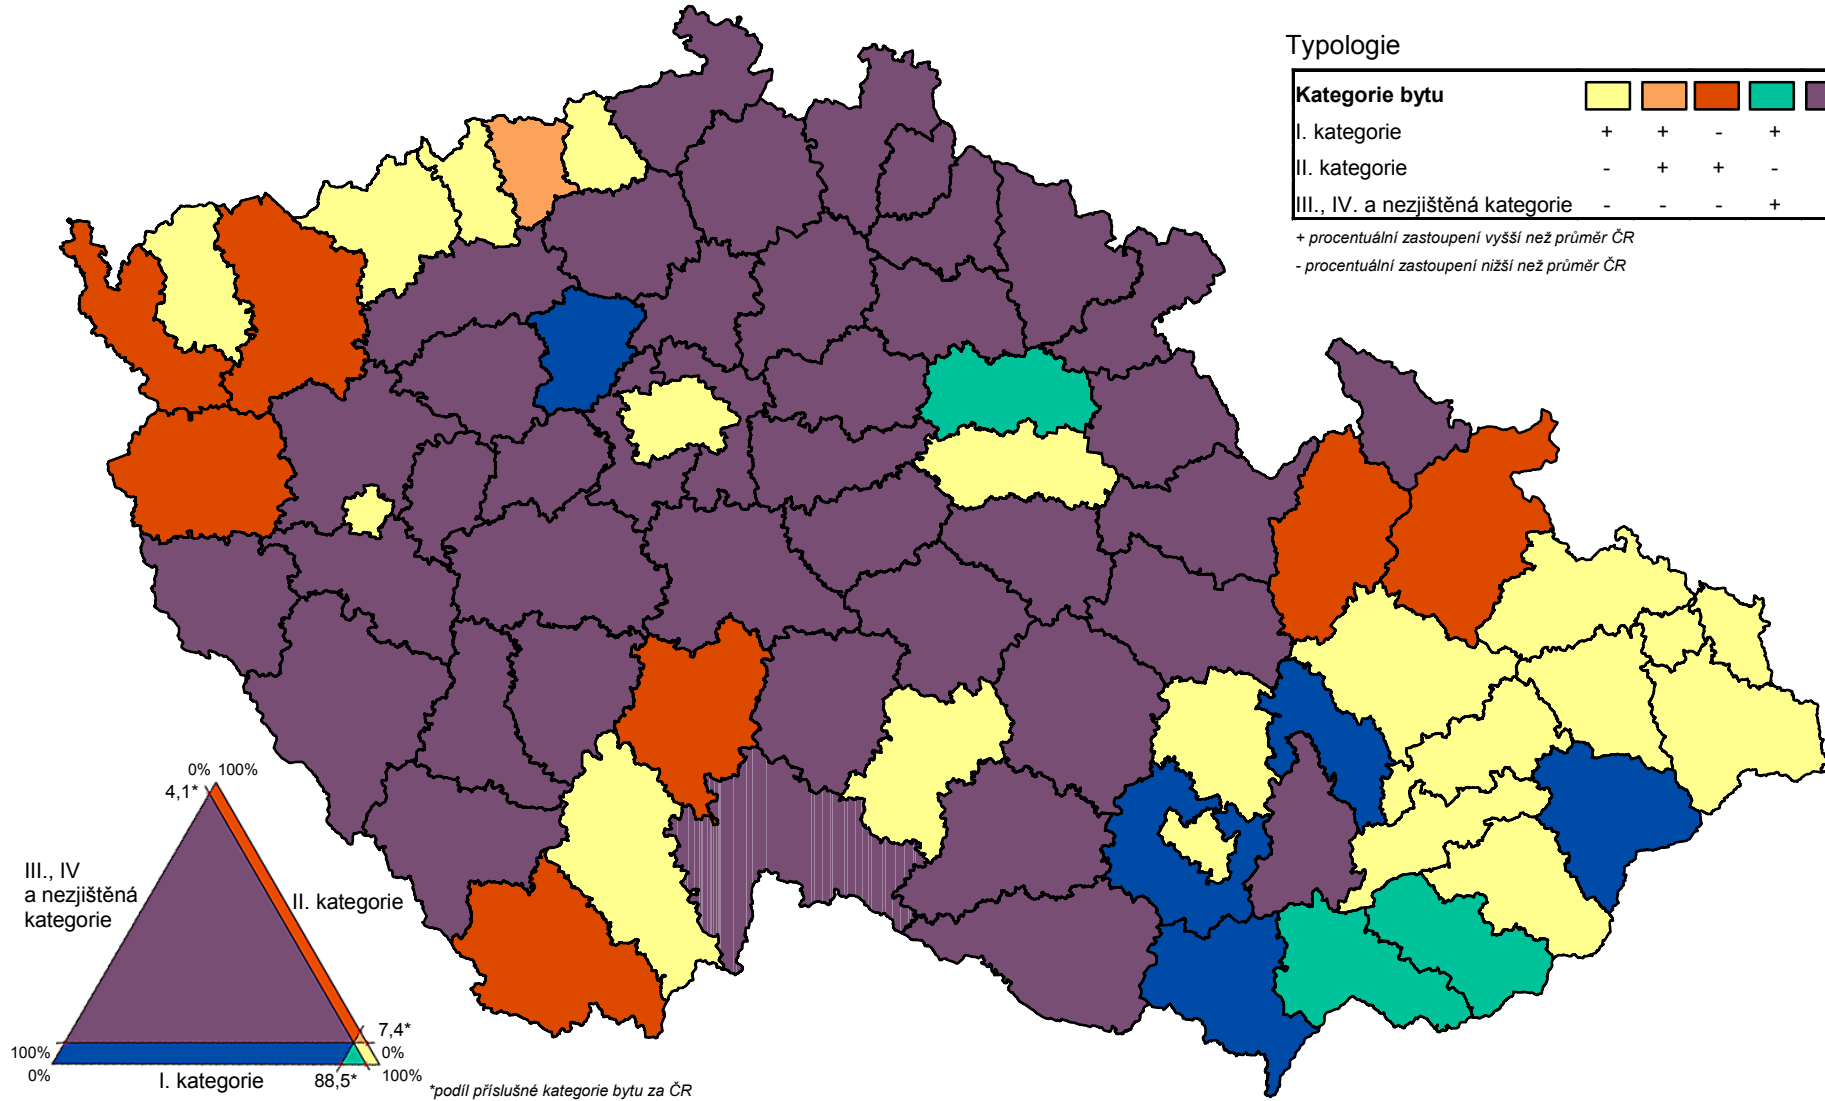 Typologie
Kategorie bytu
I. kategorie + + - +
II. kategorie - + + -
III., IV. a nezjištěná kategorie - - - +
+ procentuální zastoupení vyšší než průměr ČR
- procentuální zastoupení nižší než průměr ČR
0% 100%
4,1*
III., IV
a nezjištěná
kategorie
II. kategorie
7,4*
100% 0%
0% I. kategorie 88,5* 100%
*podíl příslušné kategorie bytu za ČR